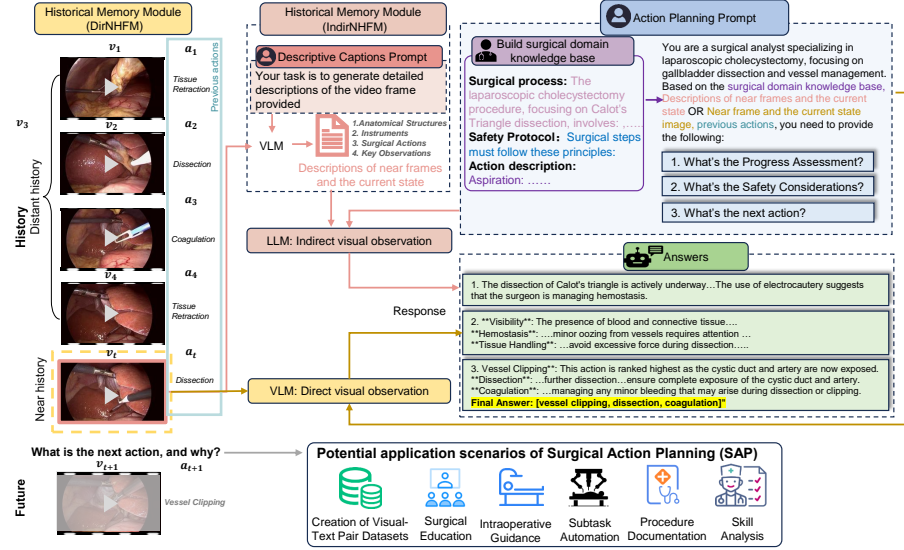 Historical Memory Module
(DirNHFM)
v1
a1
Tissue
Retraction
Previous actions
v3
v2
a2
Dissection
History
Distant history
a3
Coagulation
v4
a4
Tissue
Retraction
Near history
vt
at
Dissection
Historical Memory Module
(IndirNHFM)
Descriptive Captions Prompt
Your task is to generate detailed
descriptions of the video frame
provided
VLM
1.Anatomical Structures
2. Instruments
3. Surgical Actions
4. Key Observations
Descriptions of near frames
and the current state
LLM: Indirect visual observation
Response
VLM: Direct visual observation
Action Planning Prompt
Build surgical domain
knowledge base
Surgical process: The
laparoscopic cholecystectomy
procedure, focusing on Calot's
Triangle dissection, involves: ,……
Safety Protocol: Surgical steps
must follow these principles:
Action description:
Aspiration: ……
You are a surgical analyst specializing in
laparoscopic cholecystectomy, focusing on
gallbladder dissection and vessel management.
Based on the surgical domain knowledge base,
Descriptions of near frames and the current
state OR Near frame and the current state
image, previous actions, you need to provide
the following:
1. What's the Progress Assessment?
2. What's the Safety Considerations?
3. What's the next action?
Answers
1. The dissection of Calot's triangle is actively underway…The use of electrocautery suggests
that the surgeon is managing hemostasis.
2. **Visibility**: The presence of blood and connective tissue….
**Hemostasis**: ….minor oozing from vessels requires attention …
**Tissue Handling**: …avoid excessive force during dissection…..
3. Vessel Clipping**: This action is ranked highest as the cystic duct and artery are now exposed.
**Dissection**: …further dissection…ensure complete exposure of the cystic duct and artery.
**Coagulation**: …managing any minor bleeding that may arise during dissection or clipping.
Final Answer: [vessel clipping, dissection, coagulation]"
What is the next action, and why?
Future
vt+1
at+1
Vessel Clipping
Potential application scenarios of Surgical Action Planning (SAP)
Creation of Visual-
Text Pair Datasets
Surgical
Education
Intraoperative
Guidance
Subtask
Automation
Procedure
Documentation
Skill
Analysis